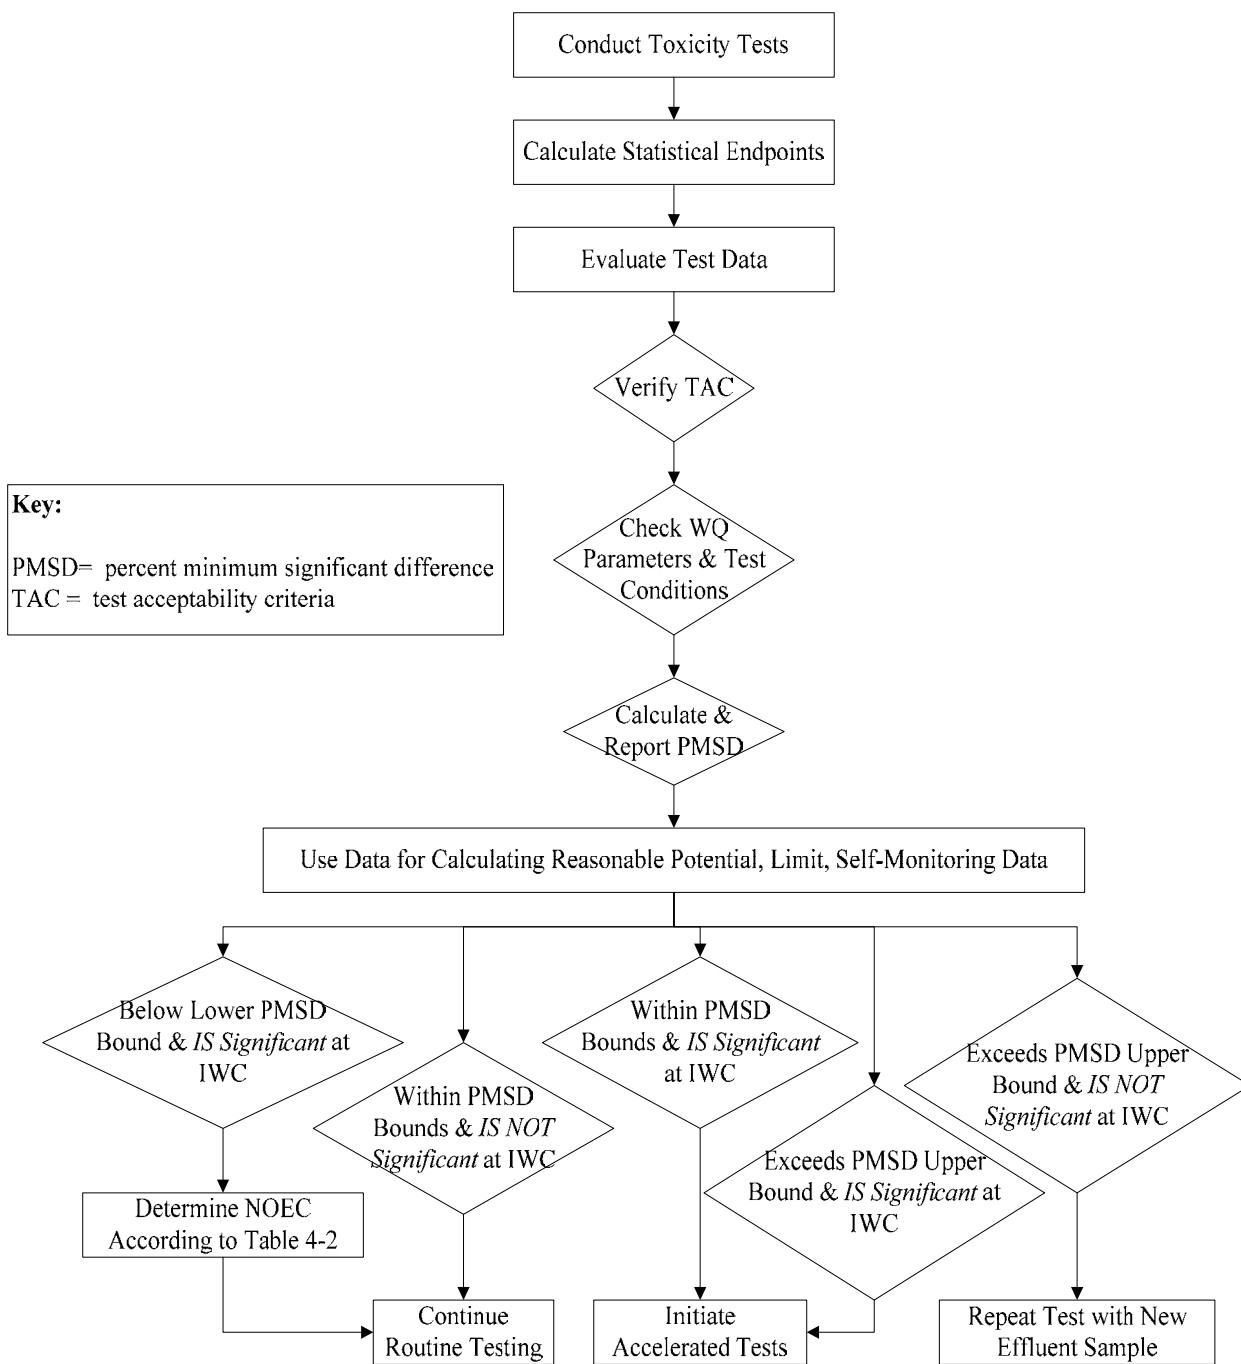 Conduct Toxicity Tests
Calculate Statistical Endpoints
Evaluate Test Data
Verify TAC
Key:
PMSD= percent minimum significant difference
TAC = test acceptability criteria
Check WQ
Parameters & Test
Conditions
Calculate &
Report PMSD
Use Data for Calculating Reasonable Potential, Limit, Self-Monitoring Data
Below Lower PMSD
Bound & IS Significant at
IWC
Within PMSD
Bounds & IS NOT
Significant at IWC
Within PMSD
Bounds & IS Significant
at IWC
Exceeds PMSD Upper
Bound & IS Significant at
IWC
Exceeds PMSD Upper
Bound & IS NOT
Significant at IWC
Determine NOEC
According to Table 4-2
Continue
Routine Testing
Initiate
Accelerated Tests
Repeat Test with New
Effluent Sample